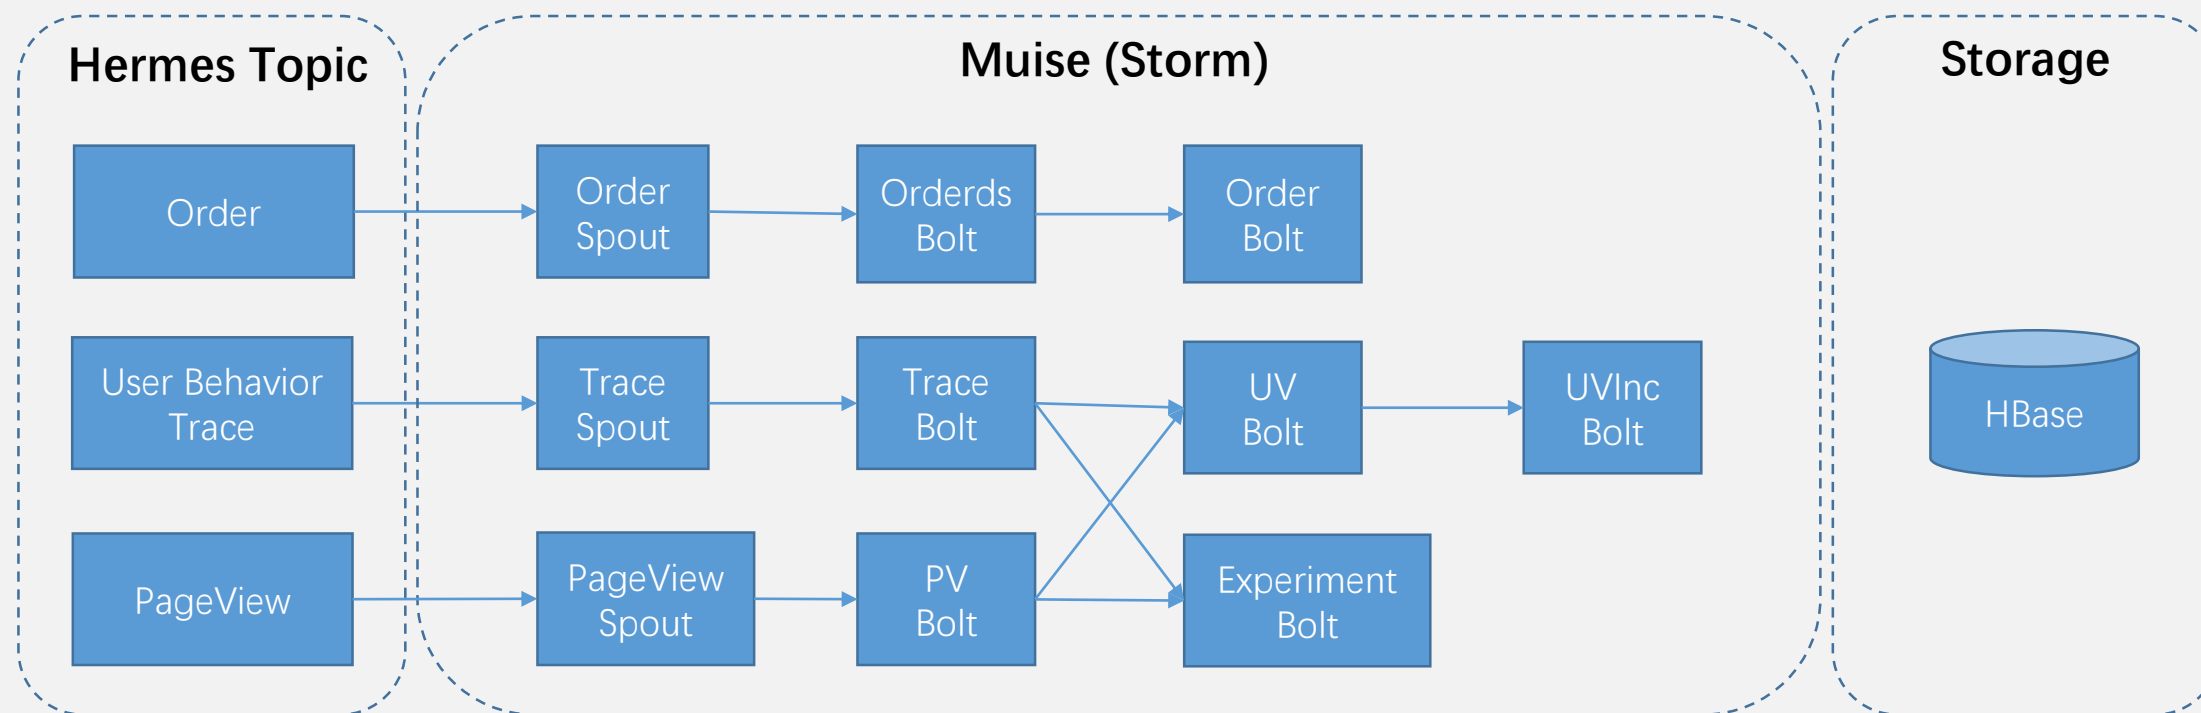 Hermes Topic
Muise (Storm)
Storage
Order
Order
Spout
Orderds
Bolt
Order
Bolt
User Behavior
Trace
Trace
Spout
Trace
Bolt
UV
Bolt
UVInc
Bolt
HBase
PageView
PageView
Spout
PV
Bolt
Experiment
Bolt